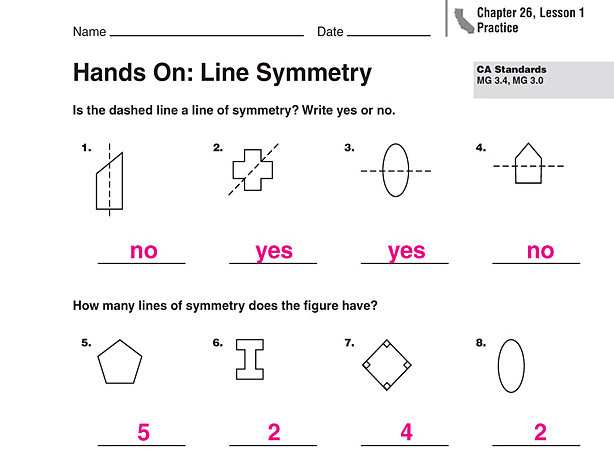 Chapter 26, Lesson 1
Practice
Name
Date
Hands On: Line Symmetry
CA Standards
MG 3.4, MG 3.0
Is the dashed line a line of symmetry? Write yes or no.
1. 2. 3. 4.
no yes yes no
How many lines of symmetry does the figure have?
5. 6. 7. 8.
5 2 4 2